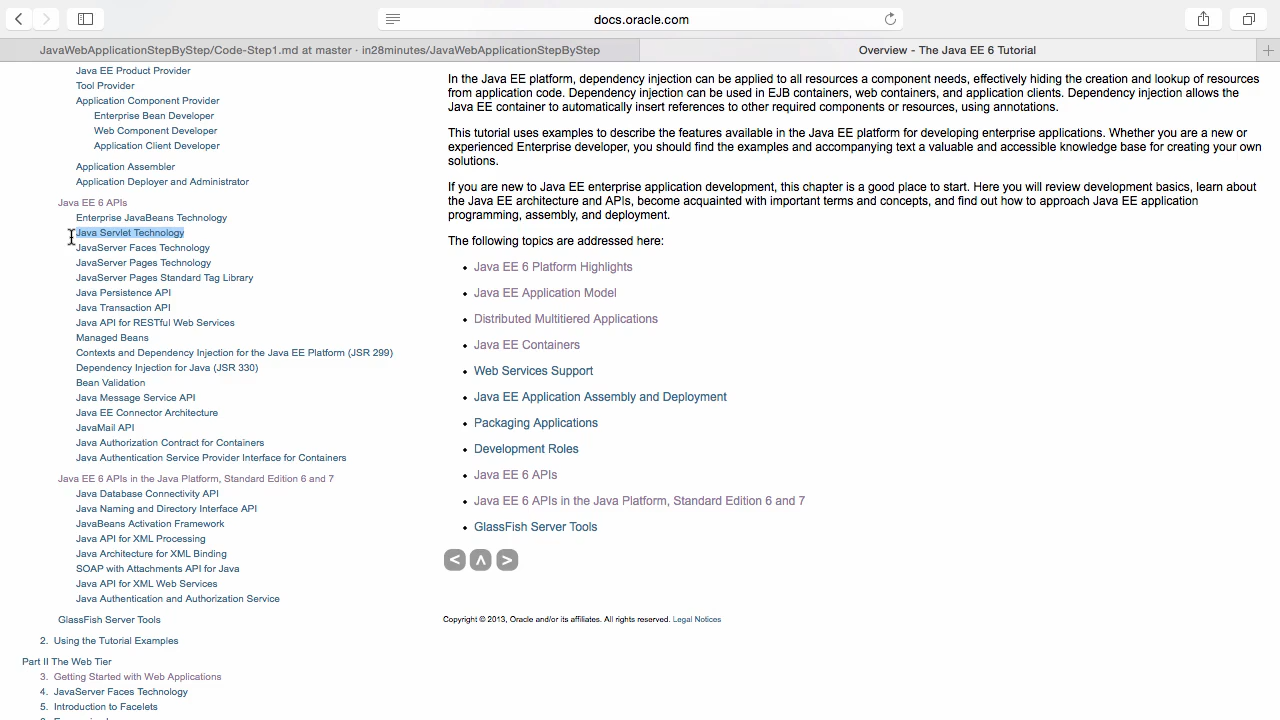 docs.oracle.com
JavaWebApplicationStepByStep/Code-Step1.md at master · in28minutes/JavaWebApplicationStepByStep
Overview - The Java EE 6 Tutorial
Java EE Product Provider
Tool Provider
Application Component Provider
Enterprise Bean Developer
Web Component Developer
Application Client Developer
Application Assembler
Application Deployer and Administrator
Java EE 6 APIs
Enterprise JavaBeans Technology
Java Servlet Technology
JavaServer Faces Technology
JavaServer Pages Technology
JavaServer Pages Standard Tag Library
Java Persistence API
Java Transaction API
Java API for RESTful Web Services
Managed Beans
Contexts and Dependency Injection for the Java EE Platform (JSR 299)
Dependency Injection for Java (JSR 330)
Bean Validation
Java Message Service API
Java EE Connector Architecture
JavaMail API
Java Authorization Contract for Containers
Java Authentication Service Provider Interface for Containers
Java EE 6 APIs in the Java Platform, Standard Edition 6 and 7
Java Database Connectivity API
Java Naming and Directory Interface API
JavaBeans Activation Framework
Java API for XML Processing
Java Architecture for XML Binding
SOAP with Attachments API for Java
Java API for XML Web Services
Java Authentication and Authorization Service
GlassFish Server Tools
2. Using the Tutorial Examples
Part II The Web Tier
3. Getting Started with Web Applications
4. JavaServer Faces Technology
5. Introduction to Facelets
In the Java EE platform, dependency injection can be applied to all resources a component needs, effectively hiding the creation and lookup of resources
from application code. Dependency injection can be used in EJB containers, web containers, and application clients. Dependency injection allows the
Java EE container to automatically insert references to other required components or resources, using annotations.
This tutorial uses examples to describe the features available in the Java EE platform for developing enterprise applications. Whether you are a new or
experienced Enterprise developer, you should find the examples and accompanying text a valuable and accessible knowledge base for creating your own
solutions.
If you are new to Java EE enterprise application development, this chapter is a good place to start. Here you will review development basics, learn about
the Java EE architecture and APIs, become acquainted with important terms and concepts, and find out how to approach Java EE application
programming, assembly, and deployment.
The following topics are addressed here:
• Java EE 6 Platform Highlights
• Java EE Application Model
• Distributed Multitiered Applications
• Java EE Containers
• Web Services Support
• Java EE Application Assembly and Deployment
• Packaging Applications
• Development Roles
• Java EE 6 APIs
• Java EE 6 APIs in the Java Platform, Standard Edition 6 and 7
• GlassFish Server Tools
Copyright © 2013, Oracle and/or its affiliates. All rights reserved. Legal Notices